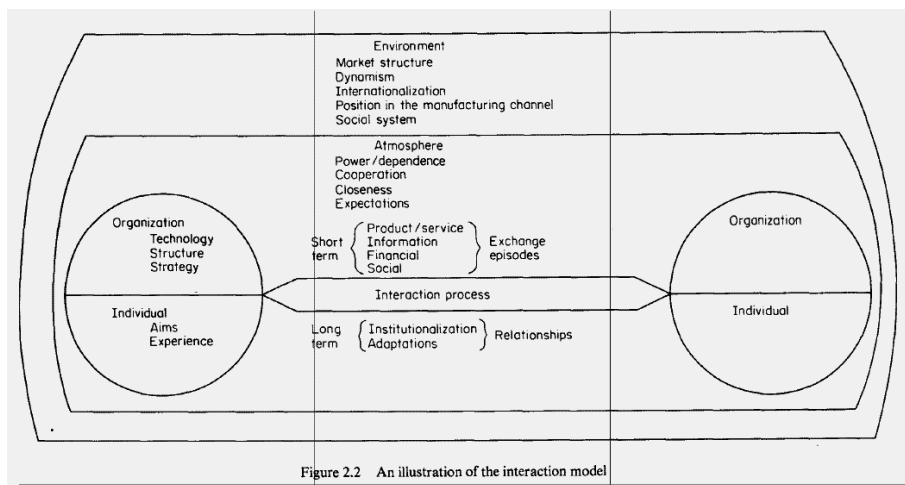 Environment
Market structure
Dynamism
Internationalization
Position in the manufacturing channel
Social system
Atmosphere
Power/dependence
Cooperation
Closeness
Expectations
Organization
Technology
Structure
Strategy
Individual
Aims
Experience
Short term
Product/service
Information
Financial
Social
Exchange episodes
Interaction process
Long term
Institutionalization
Adaptations
Relationships
Organization
Individual
Figure 2.2 An illustration of the interaction model